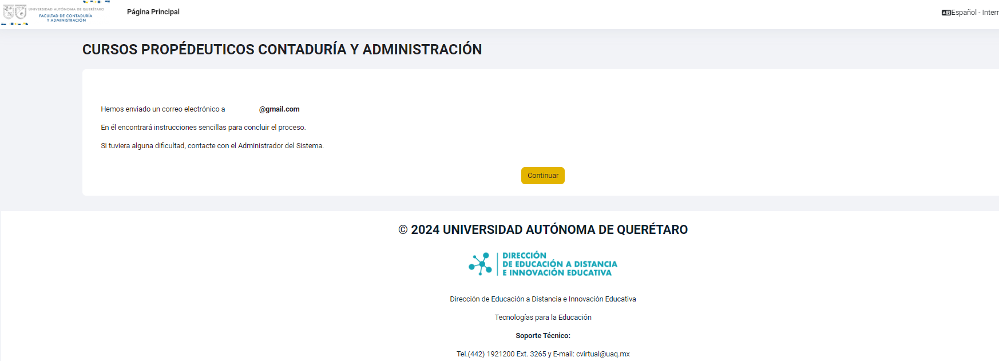 UNIVERSIDAD AUTÓNOMA DE QUERÉTARO
FACULTAD DE CONTADURÍA
Y ADMINISTRACIÓN
Página Principal
Español - Intern
CURSOS PROPÉDEUTICOS CONTADURÍA Y ADMINISTRACIÓN
Hemos enviado un correo electrónico a @gmail.com
En él encontrará instrucciones sencillas para concluir el proceso.
Si tuviera alguna dificultad, contacte con el Administrador del Sistema.
Continuar
© 2024 UNIVERSIDAD AUTÓNOMA DE QUERÉTARO
DIRECCIÓN
DE EDUCACIÓN A DISTANCIA
E INNOVACIÓN EDUCATIVA
Dirección de Educación a Distancia e Innovación Educativa
Tecnologías para la Educación
Soporte Técnico:
Tel.(442) 1921200 Ext. 3265 y E-mail: cvirtual@uaq.mx